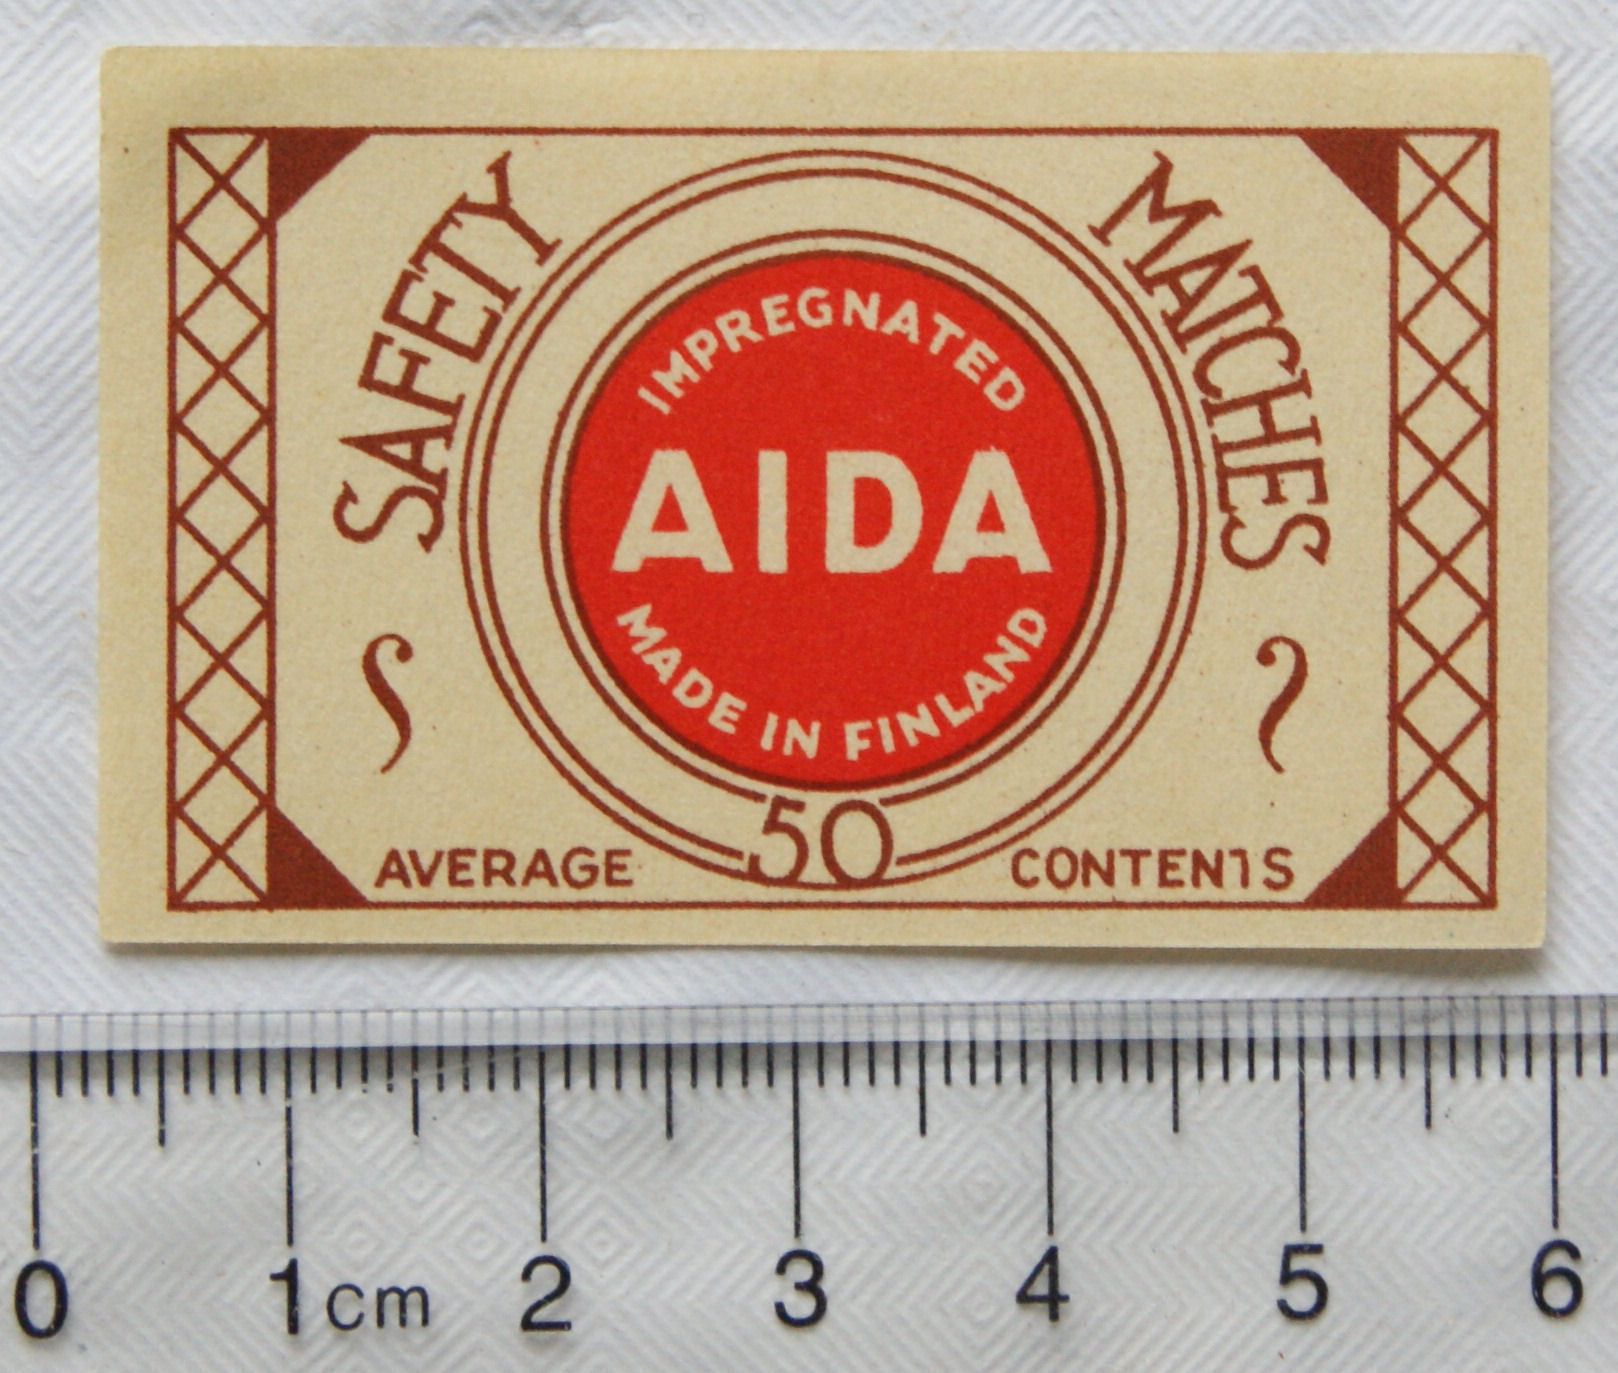 SAFETY MATCHES
IMPREGNATED
AIDA
MADE IN FINLAND
AVERAGE 50 CONTENTS
0 1cm 2 3 4 5 6